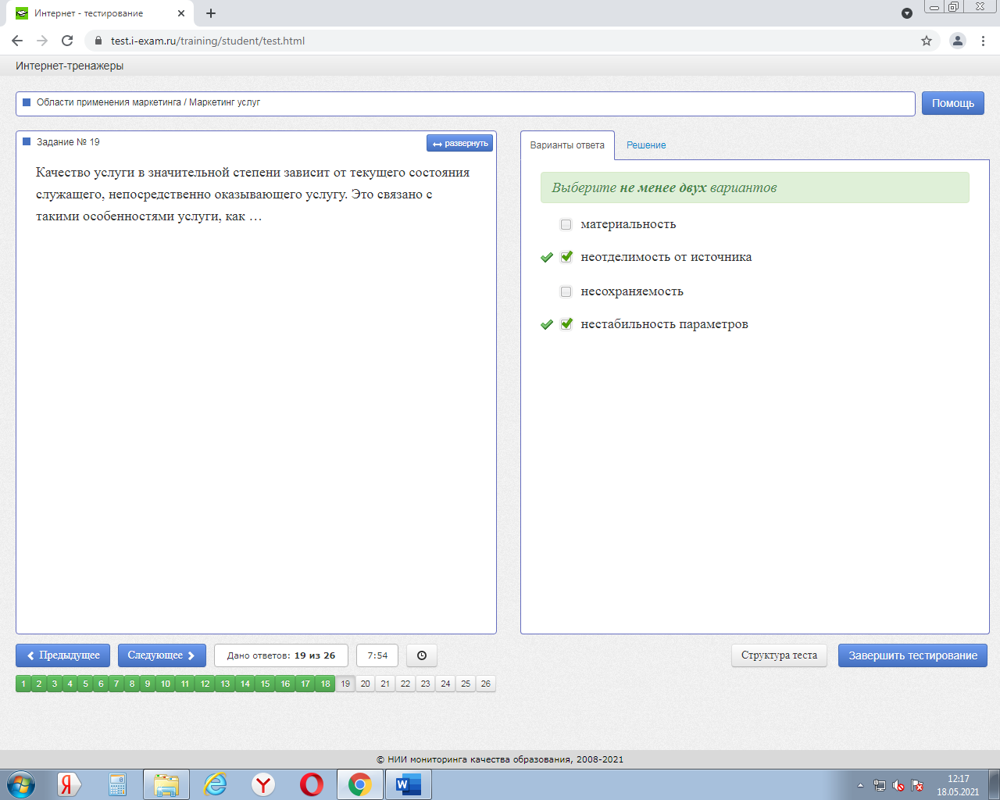 Интернет - тестирование
test.i-exam.ru/training/student/test.html
Интернет-тренажеры
Области применения маркетинга / Маркетинг услуг
Помощь
Задание № 19
развернуть
Качество услуги в значительной степени зависит от текущего состояния
служащего, непосредственно оказывающего услугу. Это связано с
такими особенностями услуги, как …
Варианты ответа
Решение
Выберите не менее двух вариантов
материальность
неотделимость от источника
несохраняемость
нестабильность параметров
Предыдущее
Следующее
Дано ответов: 19 из 26
7:54
Структура теста
Завершить тестирование
1 2 3 4 5 6 7 8 9 10 11 12 13 14 15 16 17 18 19 20 21 22 23 24 25 26
© НИИ мониторинга качества образования, 2008-2021
12:17
18.05.2021